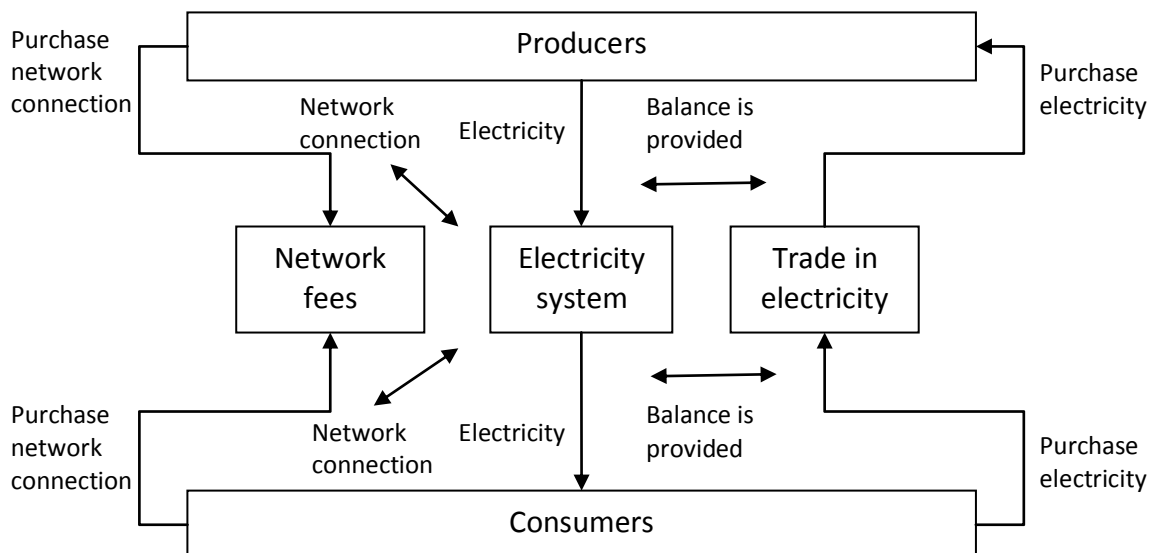 Purchase
network
connection
Producers
Purchase
electricity
Network
connection
Electricity
Balance is
provided
Network
fees
Electricity
system
Trade in
electricity
Purchase
network
connection
Network
connection
Electricity
Balance is
provided
Purchase
electricity
Consumers